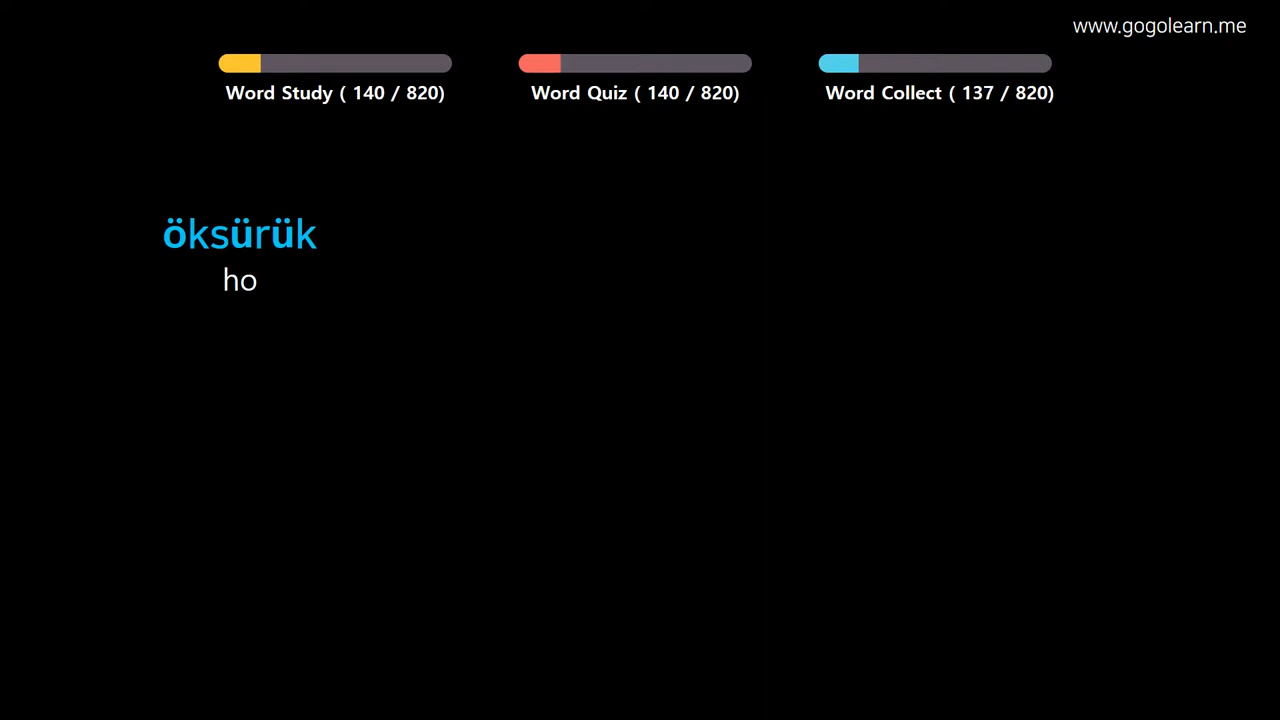 www.gogolearn.me
Word Study ( 140 / 820)
Word Quiz ( 140 / 820)
Word Collect ( 137 / 820)
öksürük
ho